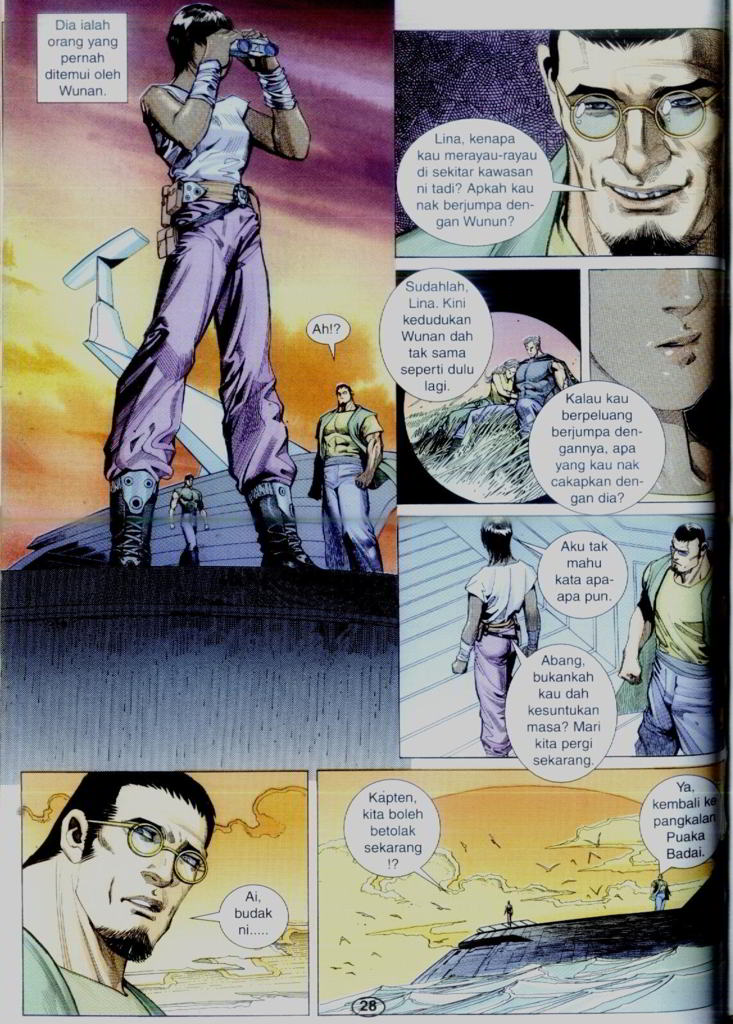 Dia ialah
orang yang
pernah
ditemui oleh
Wunan.
Ah!?
Lina, kenapa
kau merayau-rayau
di sekitar kawasan
ni tadi? Apkah kau
nak berjumpa den-
gan Wunun?
Sudahlah,
Lina. Kini
kedudukan
Wunan dah
tak sama
seperti dulu
lagi.
Kalau kau
berpeluang
berjumpa den-
gannya, apa
yang kau nak
cakapkan den-
gan dia?
Aku tak
mahu
kata apa-
apa pun.
Abang,
bukankah
kau dah
kesuntukan
masa? Mari
kita pergi
sekarang.
Ai,
budak
ni.....
Kapten,
kita boleh
betolak
sekarang
!?
Ya,
kembali ke
pangkalan
Puaka
Badai.
28